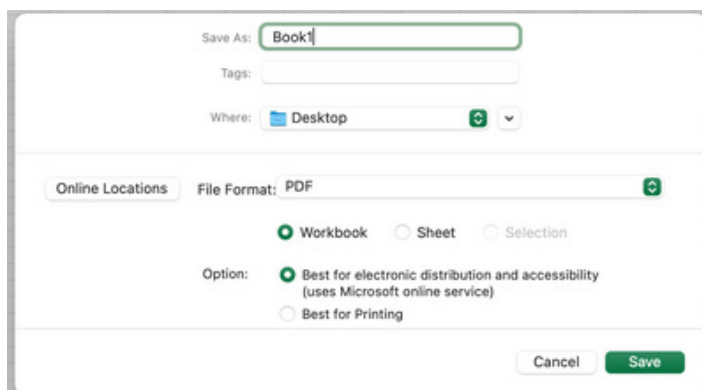 Save As: Book1
Tags:
Where: Desktop
Online Locations File Format: PDF
Workbook Sheet Selection
Option: Best for electronic distribution and accessibility
(uses Microsoft online service)
Best for Printing
Cancel Save